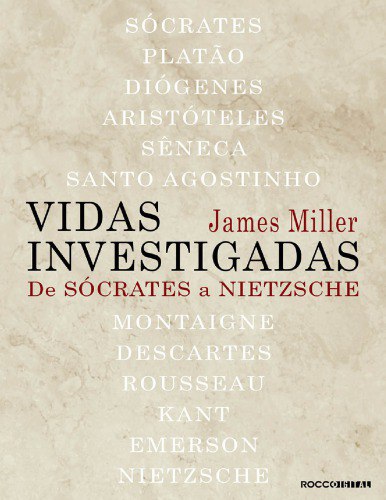 SÓCRATES
PLATÃO
DIÓGENES
ARISTÓTELES
SÊNECA
SANTO AGOSTINHO
VIDAS James Miller
INVESTIGADAS
De SÓCRATES a NIETZSCHE
MONTAIGNE
DESCARTES
ROUSSEAU
KANT
EMERSON
NIETZSCHE
ROCCODIGITAL